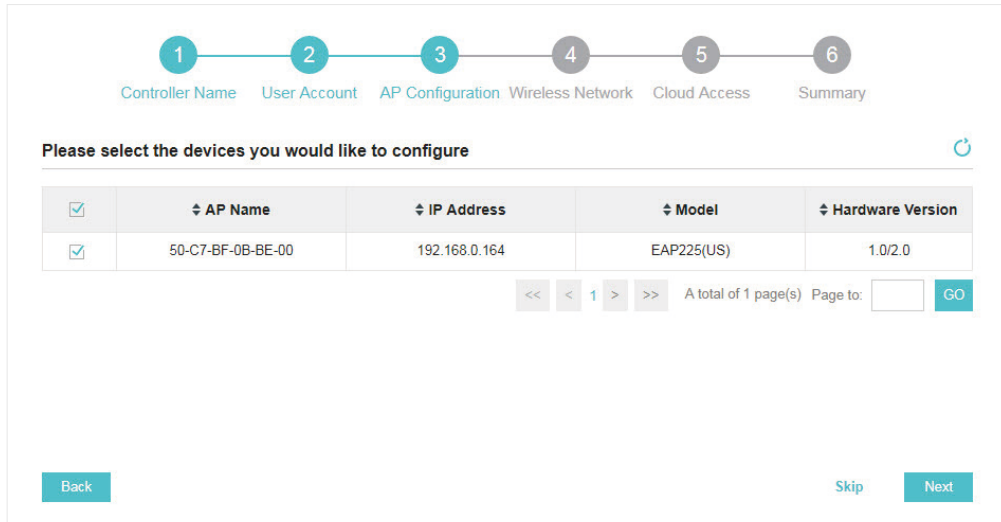 1 2 3 4 5 6
Controller Name User Account AP Configuration Wireless Network Cloud Access Summary
Please select the devices you would like to configure
AP Name IP Address Model Hardware Version
50-C7-BF-0B-BE-00 192.168.0.164 EAP225(US) 1.0/2.0
<< < 1 > >> A total of 1 page(s) Page to: GO
Back Skip Next